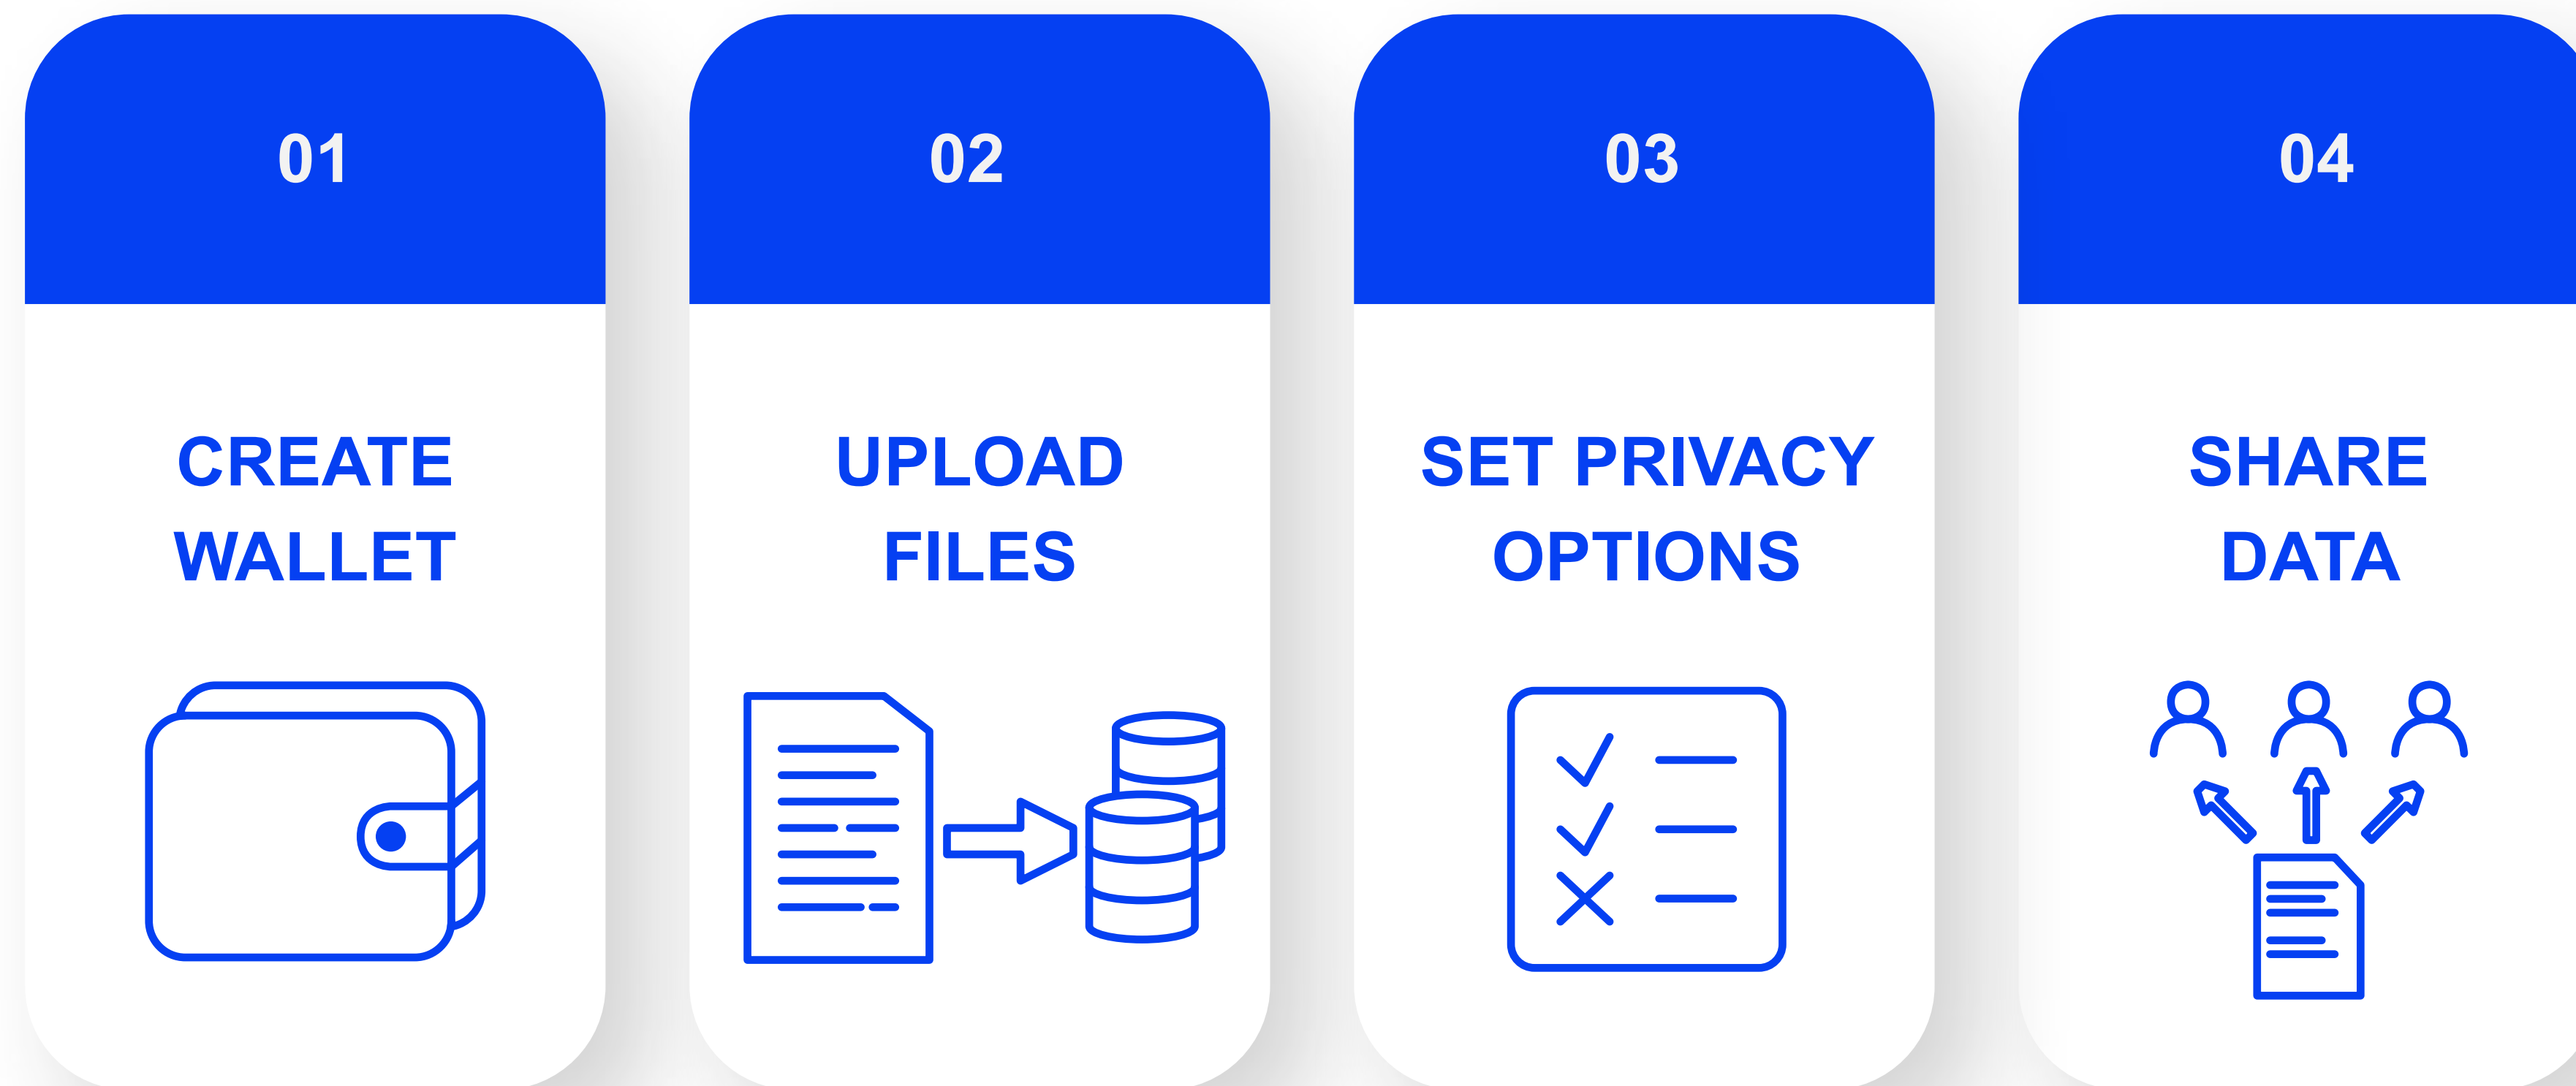 01
CREATE
WALLET
02
UPLOAD
FILES
03
SET PRIVACY
OPTIONS
04
SHARE
DATA